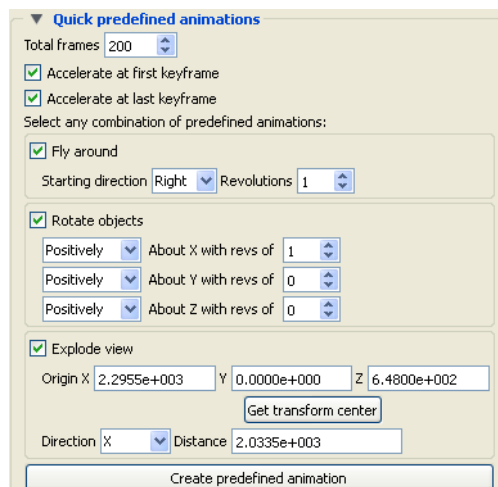 Quick predefined animations
Total frames 200
Accelerate at first keyframe
Accelerate at last keyframe
Select any combination of predefined animations:
Fly around
Starting direction Right Revolutions 1
Rotate objects
Positively About X with revs of 1
Positively About Y with revs of 0
Positively About Z with revs of 0
Explode view
Origin X 2.2955e+003 Y 0.0000e+000 Z 6.4800e+002
Get transform center
Direction X Distance 2.0335e+003
Create predefined animation